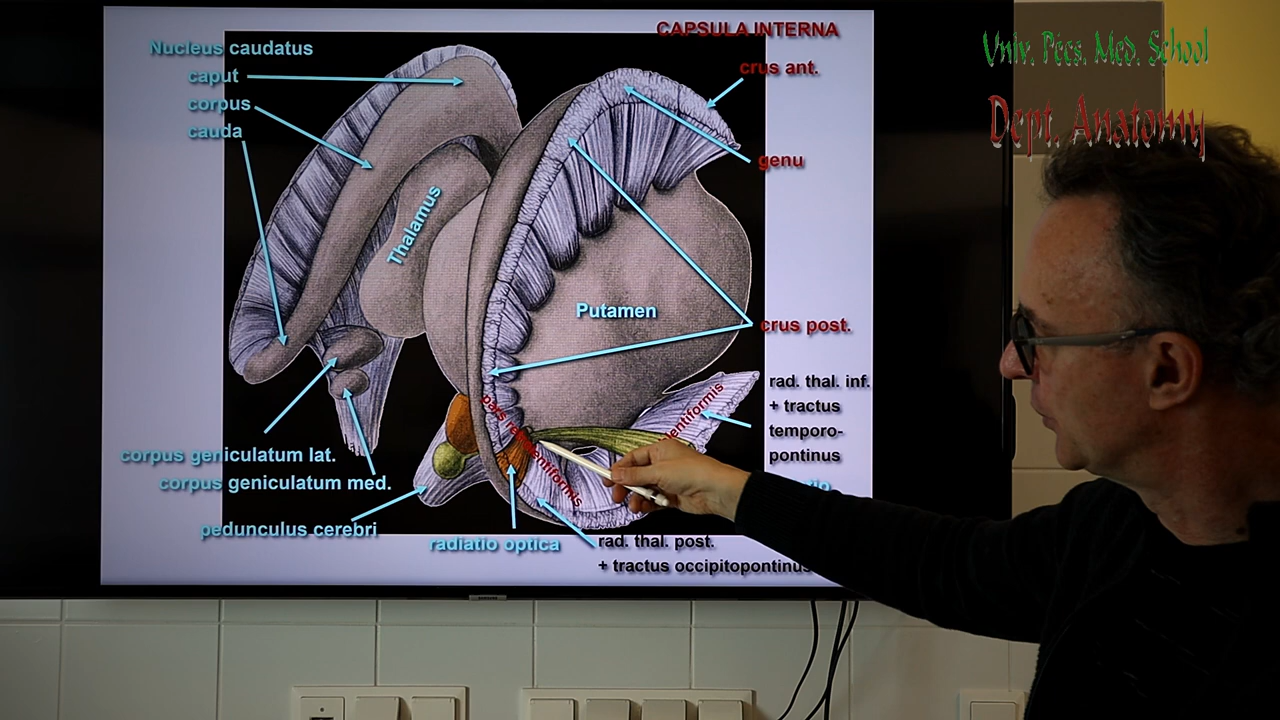 CAPSULA INTERNA
Univ. Pécs. Med. School
Dept. Anatomy
Nucleus caudatus
caput
corpus
cauda
crus ant.
genu
Thalamus
Putamen
crus post.
rad. thal. inf.
+ tractus
temporo-
pontinus
corpus geniculatum lat.
corpus geniculatum med.
pedunculus cerebri
radiatio optica
rad. thal. post.
+ tractus occipitopontinus
SAMSUNG